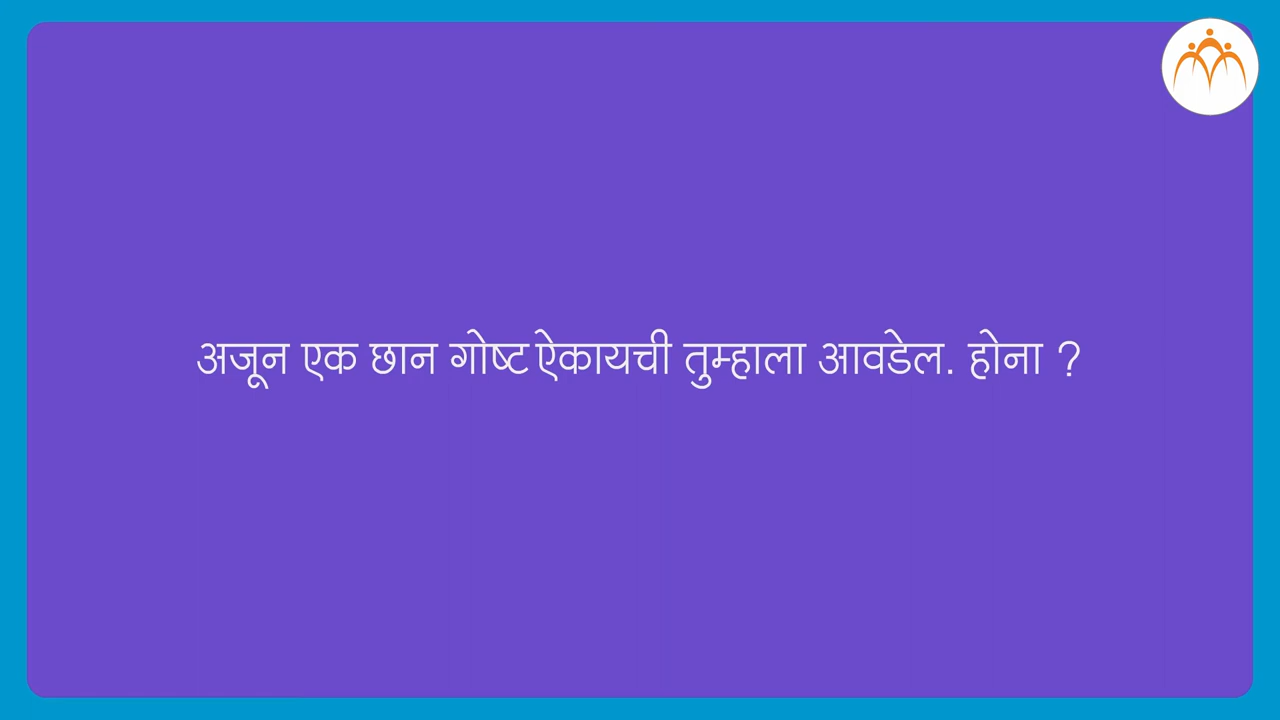 अजून एक छान गोष्ट ऐकायची तुम्हाला आवडेल. होना ?